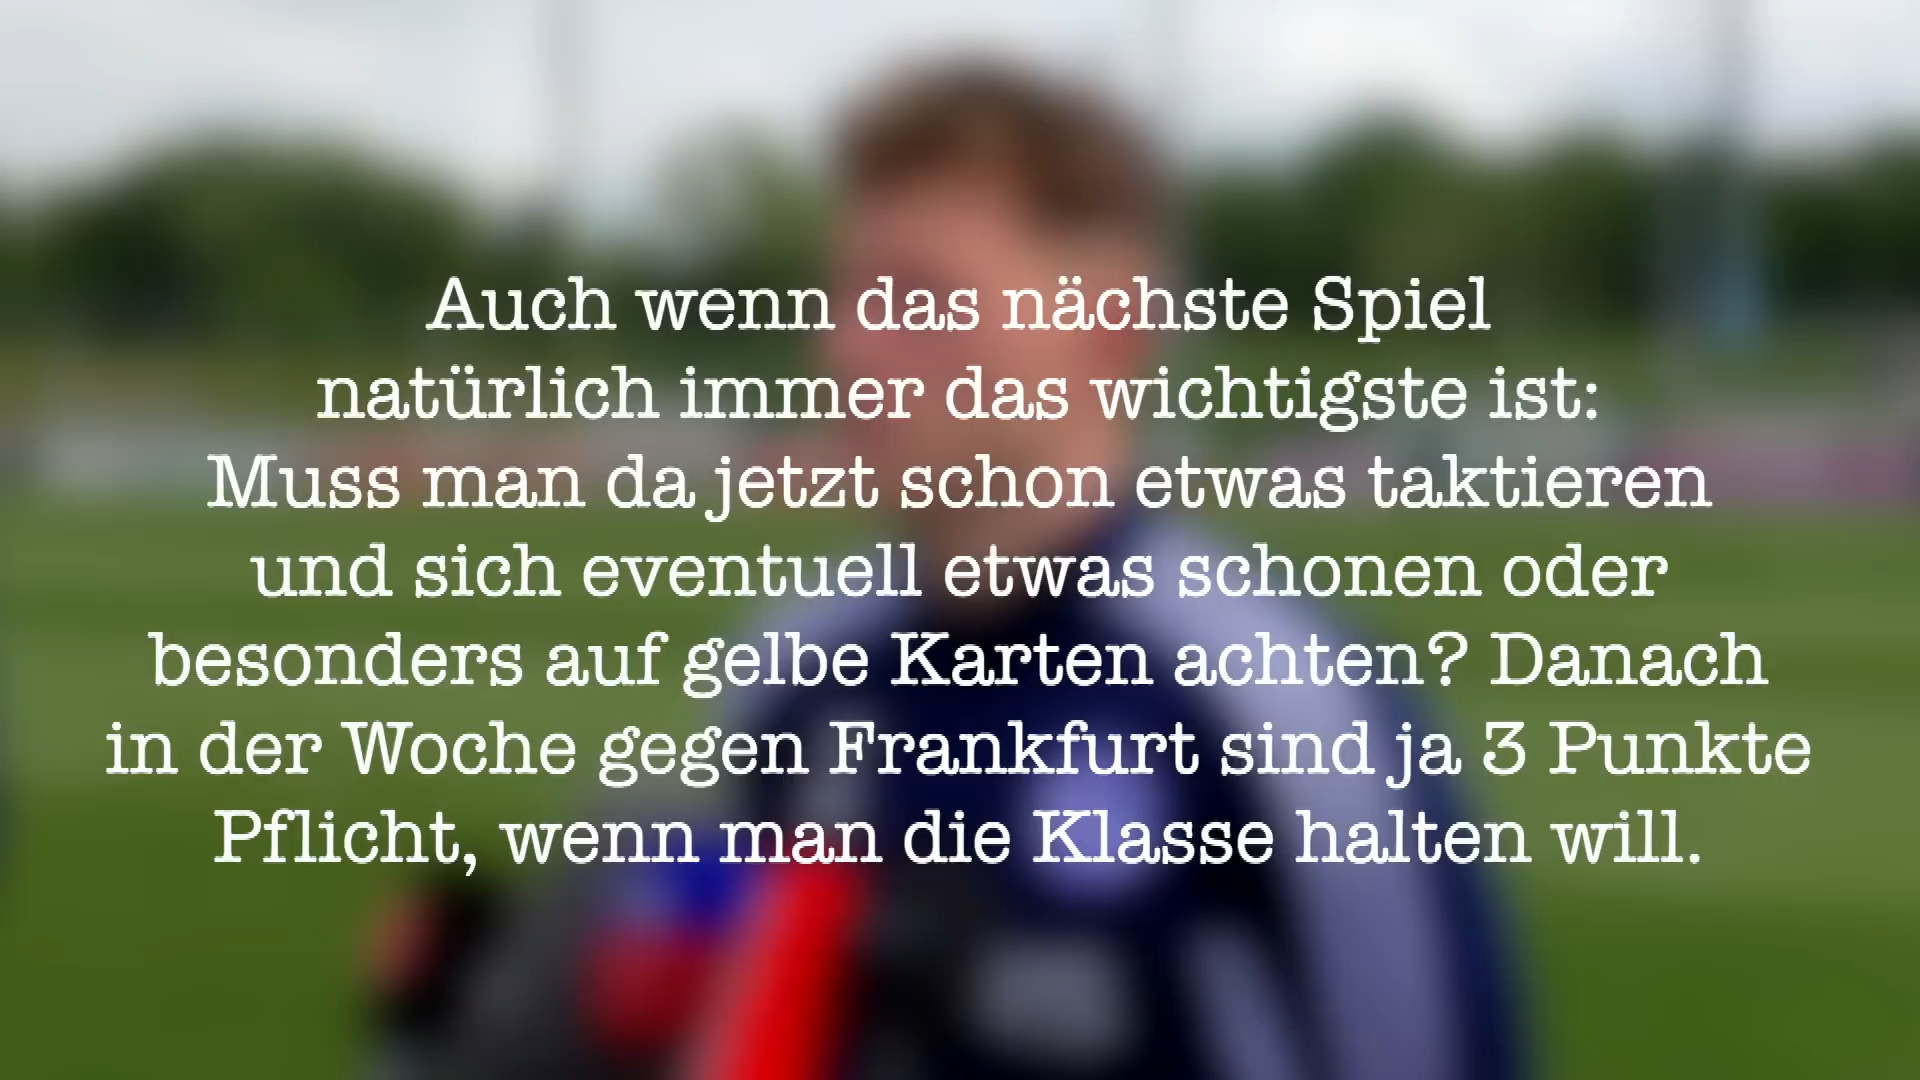 Auch wenn das nächste Spiel
natürlich immer das wichtigste ist:
Muss man da jetzt schon etwas taktieren
und sich eventuell etwas schonen oder
besonders auf gelbe Karten achten? Danach
in der Woche gegen Frankfurt sind ja 3 Punkte
Pflicht, wenn man die Klasse halten will.